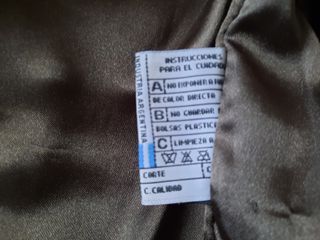 INDUSTRIA ARGENTINA
INSTRUCCIONES
PARA EL CUIDADO
A NO EXPONER A
DE CALOR DIRECTA
B NO GUARDAR
BOLSAS PLASTIC
C LIMPIEZA A
CORTE
C.CALIDAD